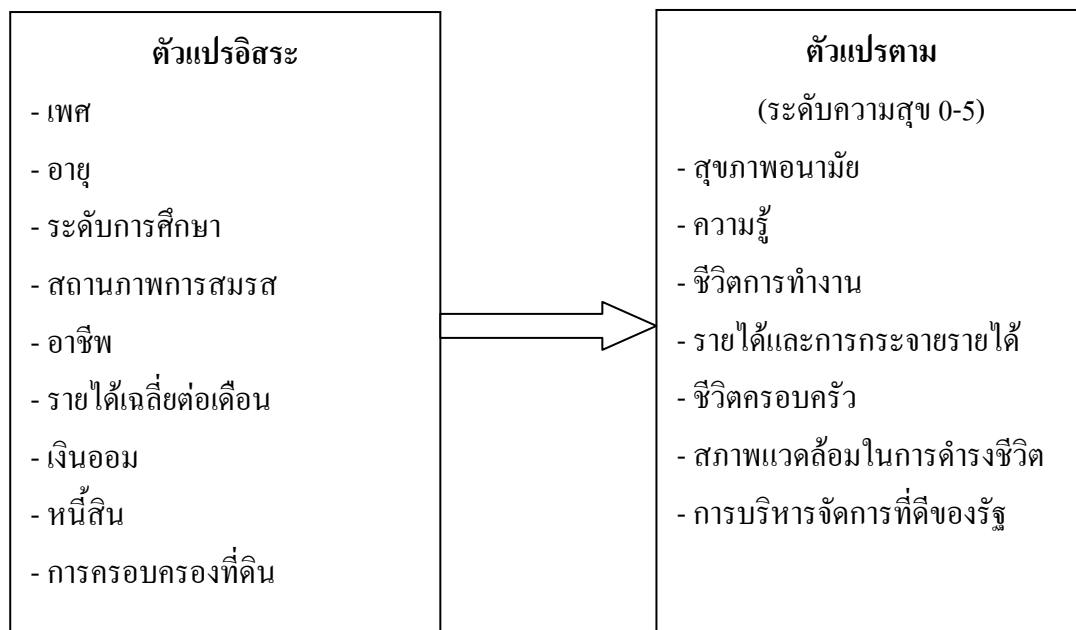 ตัวแปรอิสระ
- เพศ
- อายุ
- ระดับการศึกษา
- สถานภาพการสมรส
- อาชีพ
- รายได้เฉลี่ยต่อเดือน
- เงินออม
- หนี้สิน
- การครอบครองที่ดิน
ตัวแปรตาม
(ระดับความสุข 0-5)
- สุขภาพอนามัย
- ความรู้
- ชีวิตการทำงาน
- รายได้และการกระจายรายได้
- ชีวิตครอบครัว
- สภาพแวดล้อมในการดำรงชีวิต
- การบริหารจัดการที่ดีของรัฐ